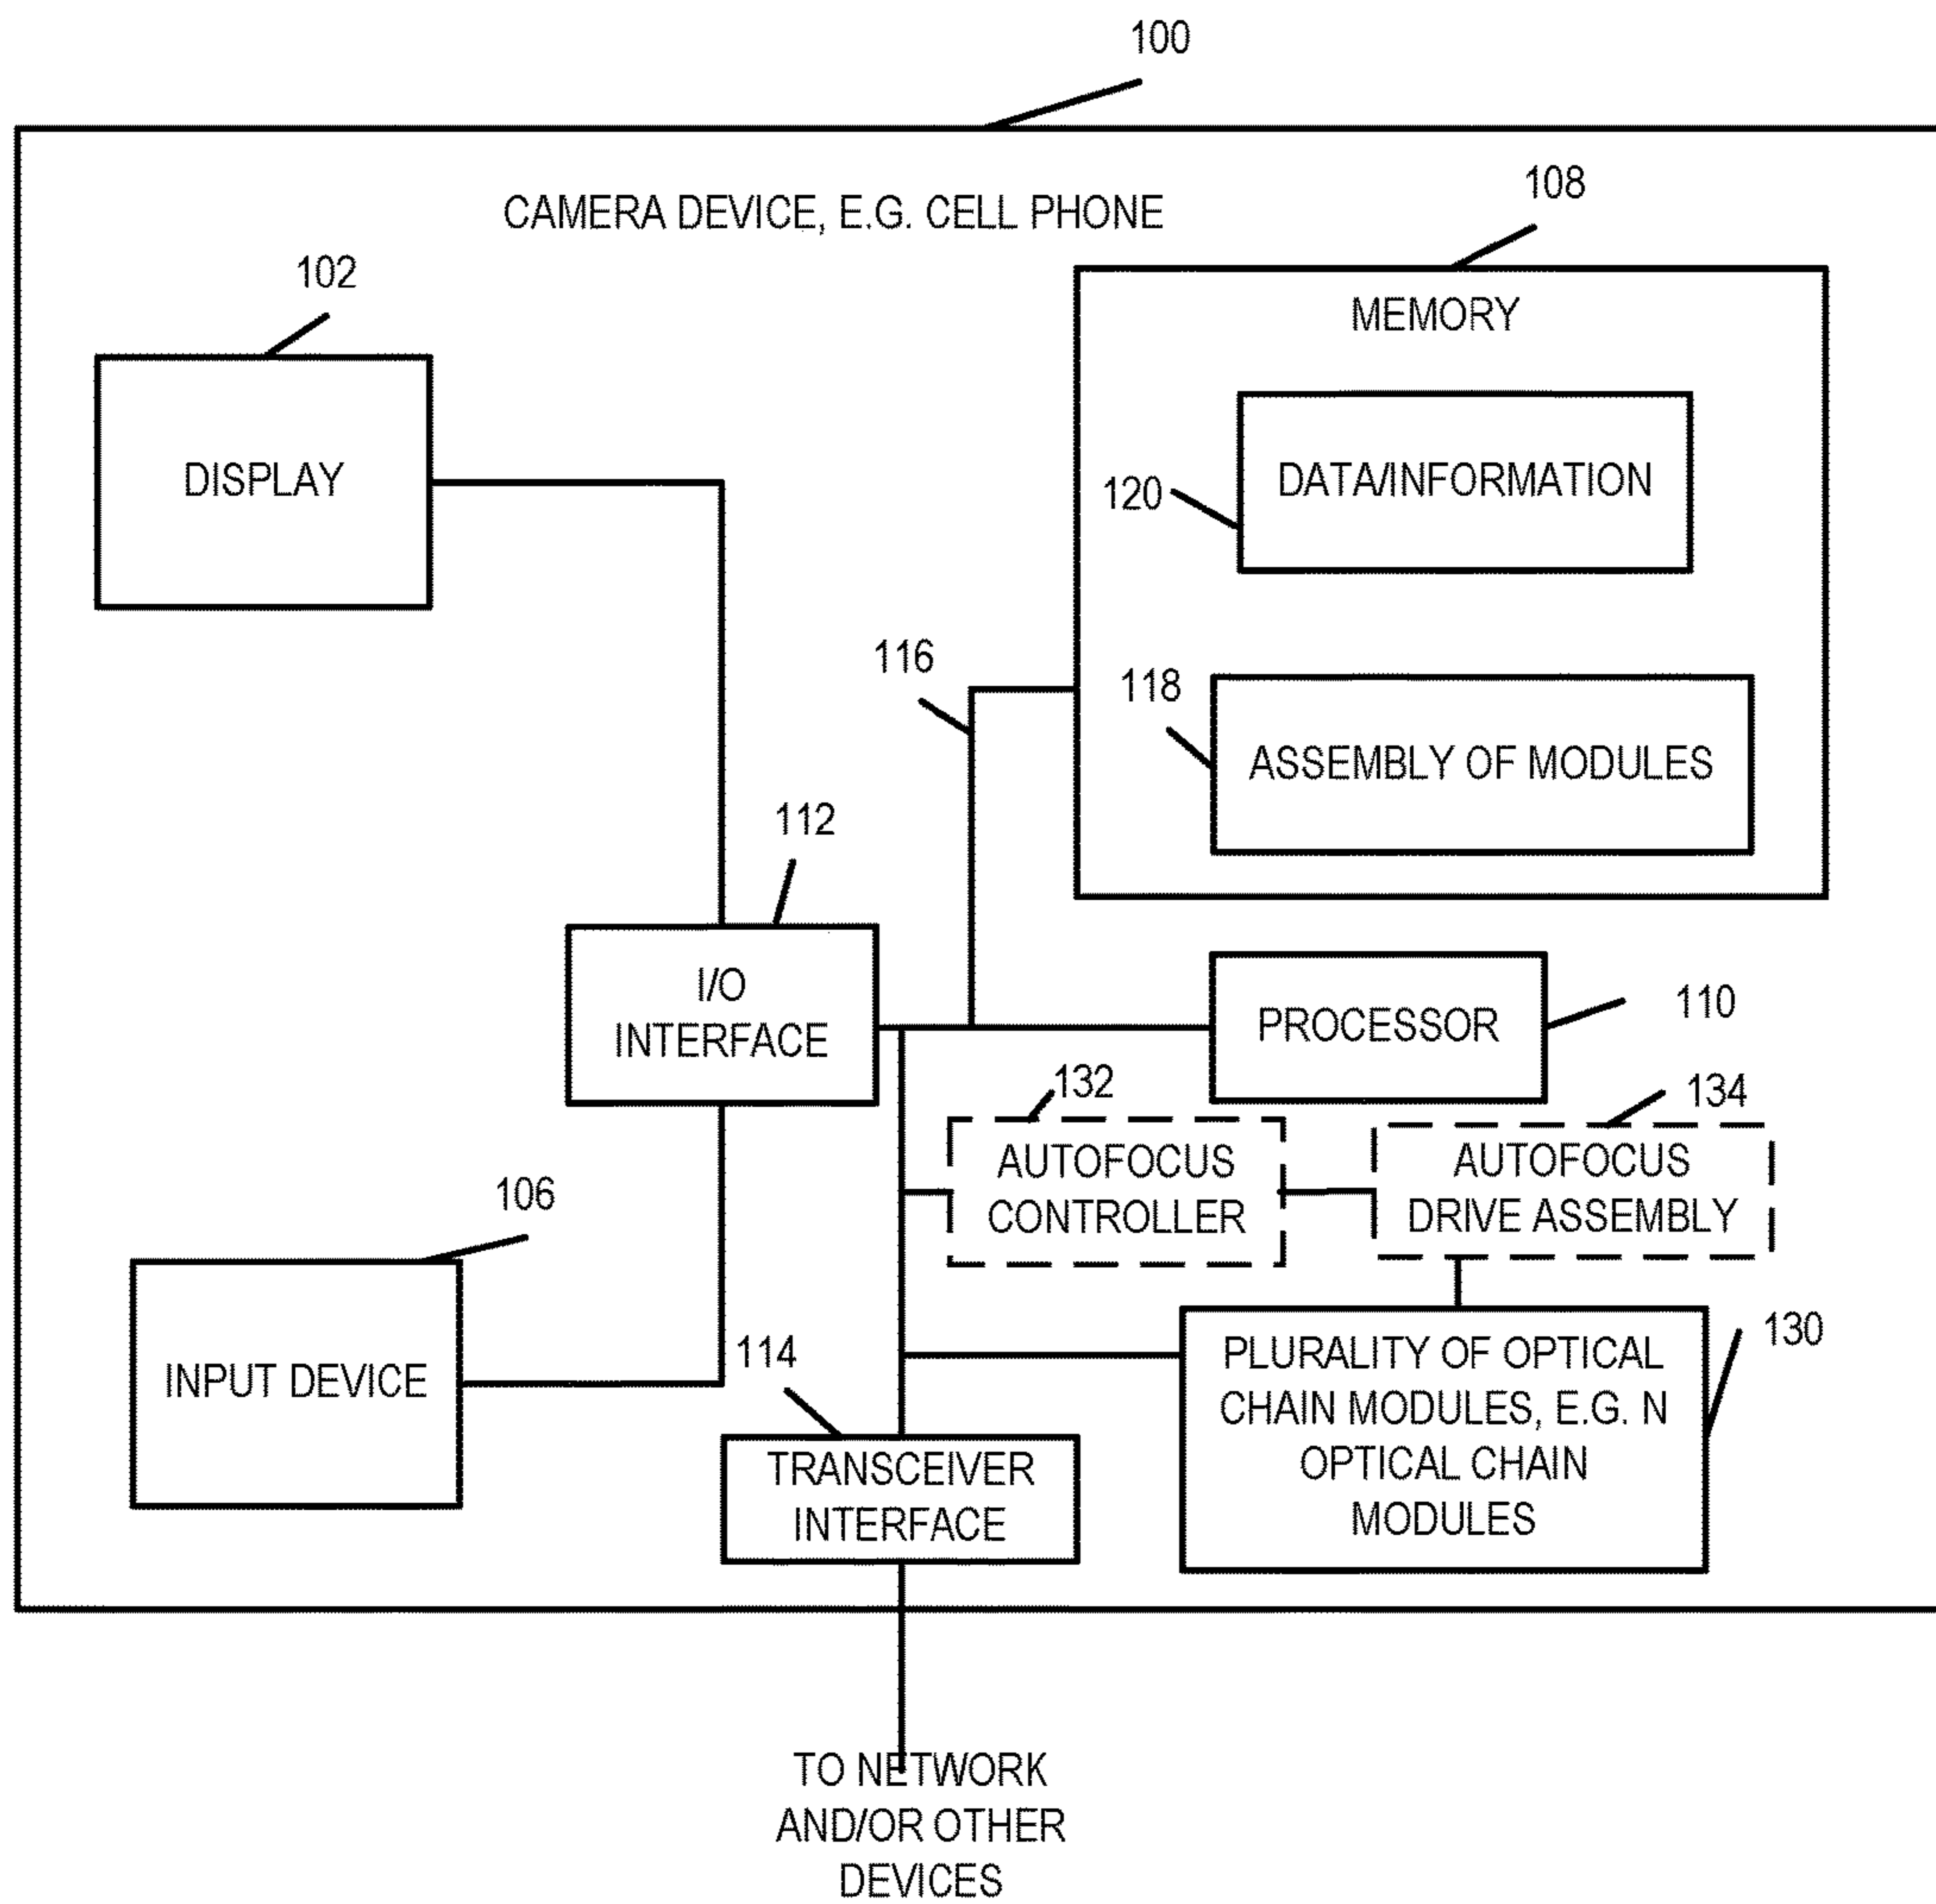 100
CAMERA DEVICE, E.G. CELL PHONE
108
102
MEMORY
DISPLAY
120
DATA/INFORMATION
116
118
ASSEMBLY OF MODULES
112
I/O
INTERFACE
PROCESSOR
110
132
134
AUTOFOCUS
CONTROLLER
AUTOFOCUS
DRIVE ASSEMBLY
106
INPUT DEVICE
114
TRANSCEIVER
INTERFACE
PLURALITY OF OPTICAL
CHAIN MODULES, E.G. N
OPTICAL CHAIN
MODULES
130
TO NETWORK
AND/OR OTHER
DEVICES